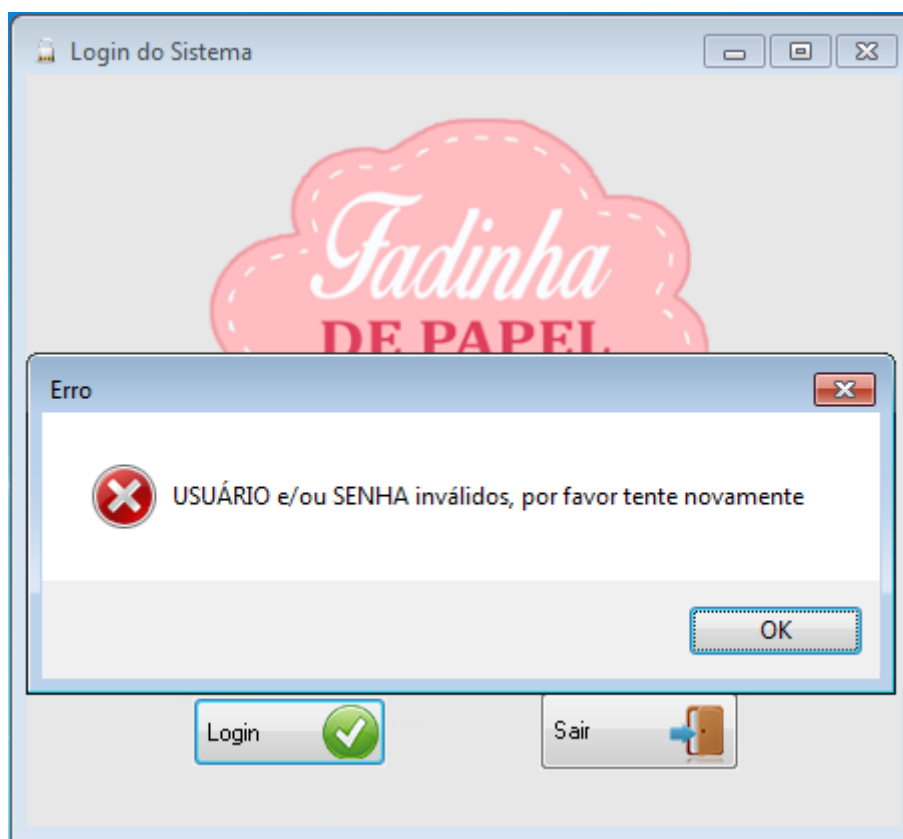 Login do Sistema
Fadinha
DE PAPEL
Erro
USUÁRIO e/ou SENHA inválidos, por favor tente novamente
OK
Login
Sair